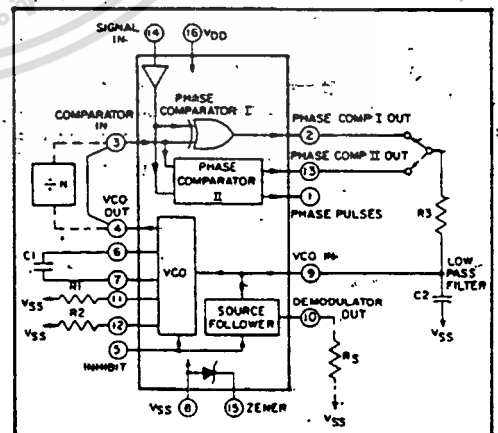 SIGNAL IN
14
16 VDD
PHASE COMPARATOR I
COMPARATOR IN
3
PHASE COMP I OUT
2
PHASE COMP II OUT
13
PHASE COMPARATOR II
1
PHASE PULSES
÷ N
VCO OUT
4
R3
C1
6
7
VCO
VCO IN
9
LOW PASS FILTER
C2
VSS
R1
VSS
11
R2
VSS
12
SOURCE FOLLOWER
DEMODULATOR OUT
10
5
INHIBIT
RS
VSS
VSS
8
15 ZENER